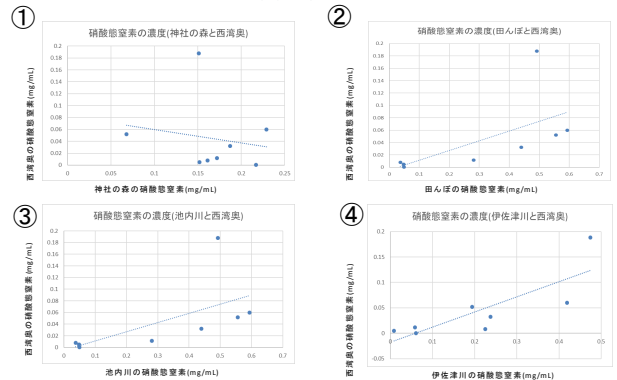 ①
硝酸態窒素の濃度(神社の森と西湾奥)
西湾奥の硝酸態窒素(mg/mL)
0.2
0.18
0.16
0.14
0.12
0.1
0.08
0.06
0.04
0.02
0
0 0.05 0.1 0.15 0.2 0.25
神社の森の硝酸態窒素(mg/mL)
②
硝酸態窒素の濃度(田んぼと西湾奥)
西湾奥の硝酸態窒素(mg/mL)
0.2
0.18
0.16
0.14
0.12
0.1
0.08
0.06
0.04
0.02
0
0 0.1 0.2 0.3 0.4 0.5 0.6 0.7
田んぼの硝酸態窒素(mg/mL)
③
硝酸態窒素の濃度(池内川と西湾奥)
西湾奥の硝酸態窒素(mg/mL)
0.2
0.18
0.16
0.14
0.12
0.1
0.08
0.06
0.04
0.02
0
0 0.1 0.2 0.3 0.4 0.5 0.6 0.7
池内川の硝酸態窒素(mg/mL)
④
硝酸態窒素の濃度(伊佐津川と西湾奥)
西湾奥の硝酸態窒素(mg/mL)
0.2
0.15
0.1
0.05
0
-0.05
0 0.1 0.2 0.3 0.4 0.5
伊佐津川の硝酸態窒素(mg/mL)